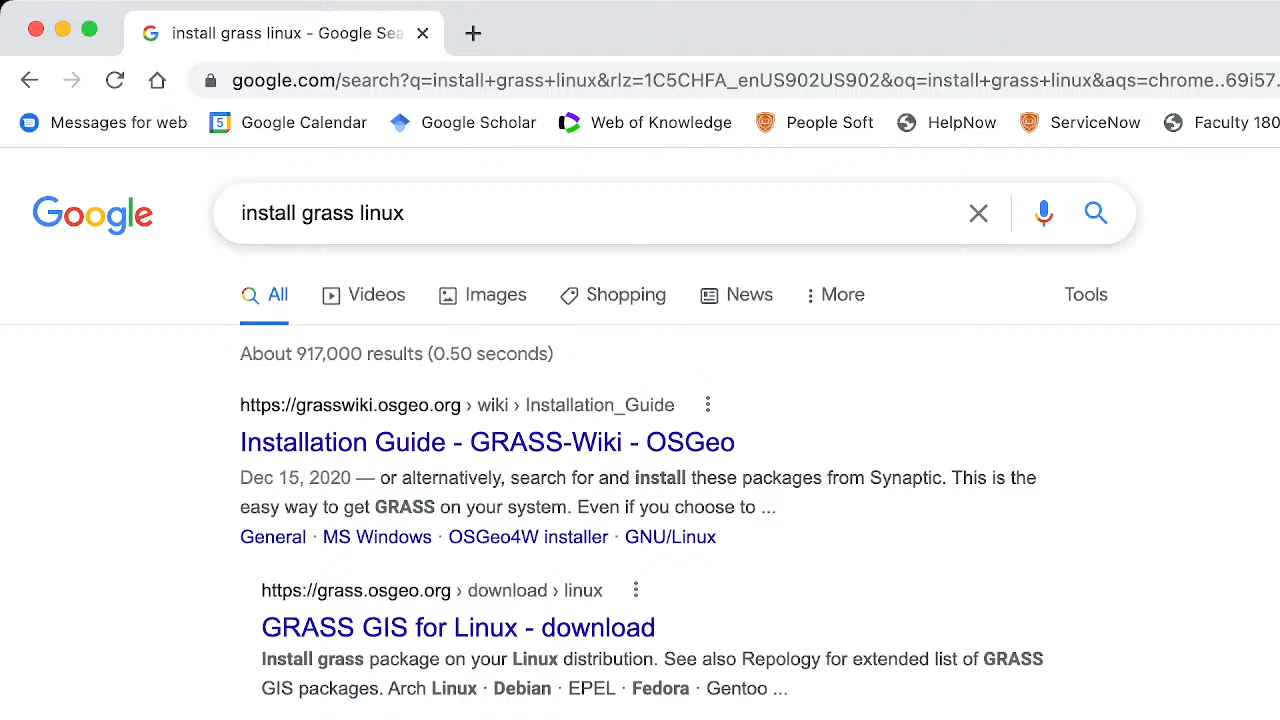 install grass linux - Google Sea
google.com/search?q=install+grass+linux&rlz=1C5CHFA_enUS902US902&oq=install+grass+linux&aqs=chrome..69i57.
Messages for web 5 Google Calendar Google Scholar Web of Knowledge People Soft HelpNow ServiceNow Faculty 180
Google install grass linux
All Videos Images Shopping News More Tools
About 917,000 results (0.50 seconds)
https://grasswiki.osgeo.org › wiki › Installation_Guide
Installation Guide - GRASS-Wiki - OSGeo
Dec 15, 2020 — or alternatively, search for and install these packages from Synaptic. This is the
easy way to get GRASS on your system. Even if you choose to ...
General · MS Windows · OSGeo4W installer · GNU/Linux
https://grass.osgeo.org › download › linux
GRASS GIS for Linux - download
Install grass package on your Linux distribution. See also Repology for extended list of GRASS
GIS packages. Arch Linux · Debian · EPEL · Fedora · Gentoo ...